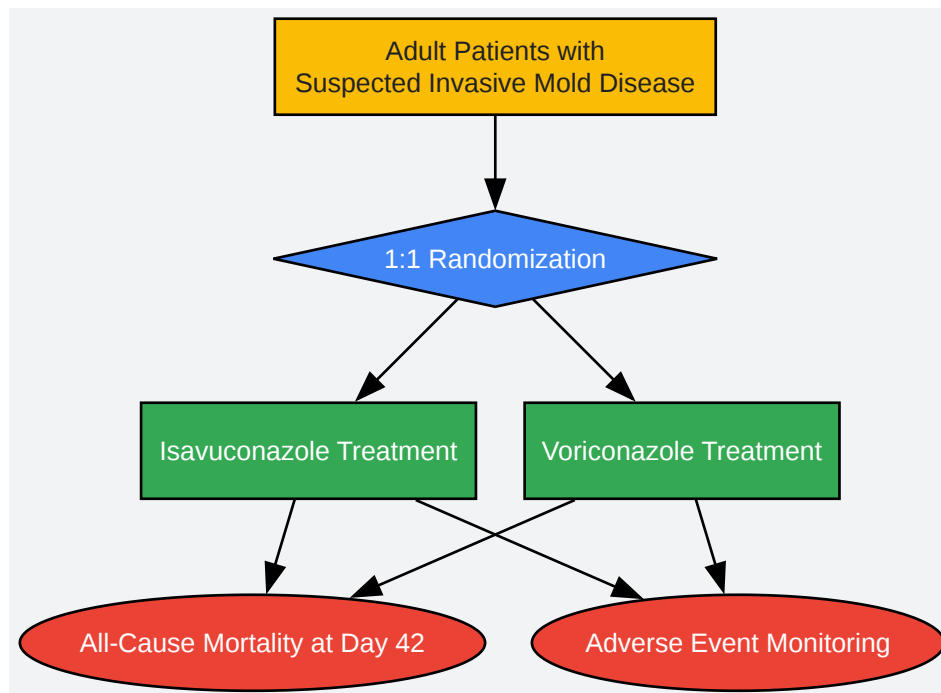 Adult Patients with
Suspected Invasive Mold Disease
1:1 Randomization
Isavuconazole Treatment
Voriconazole Treatment
All-Cause Mortality at Day 42
Adverse Event Monitoring